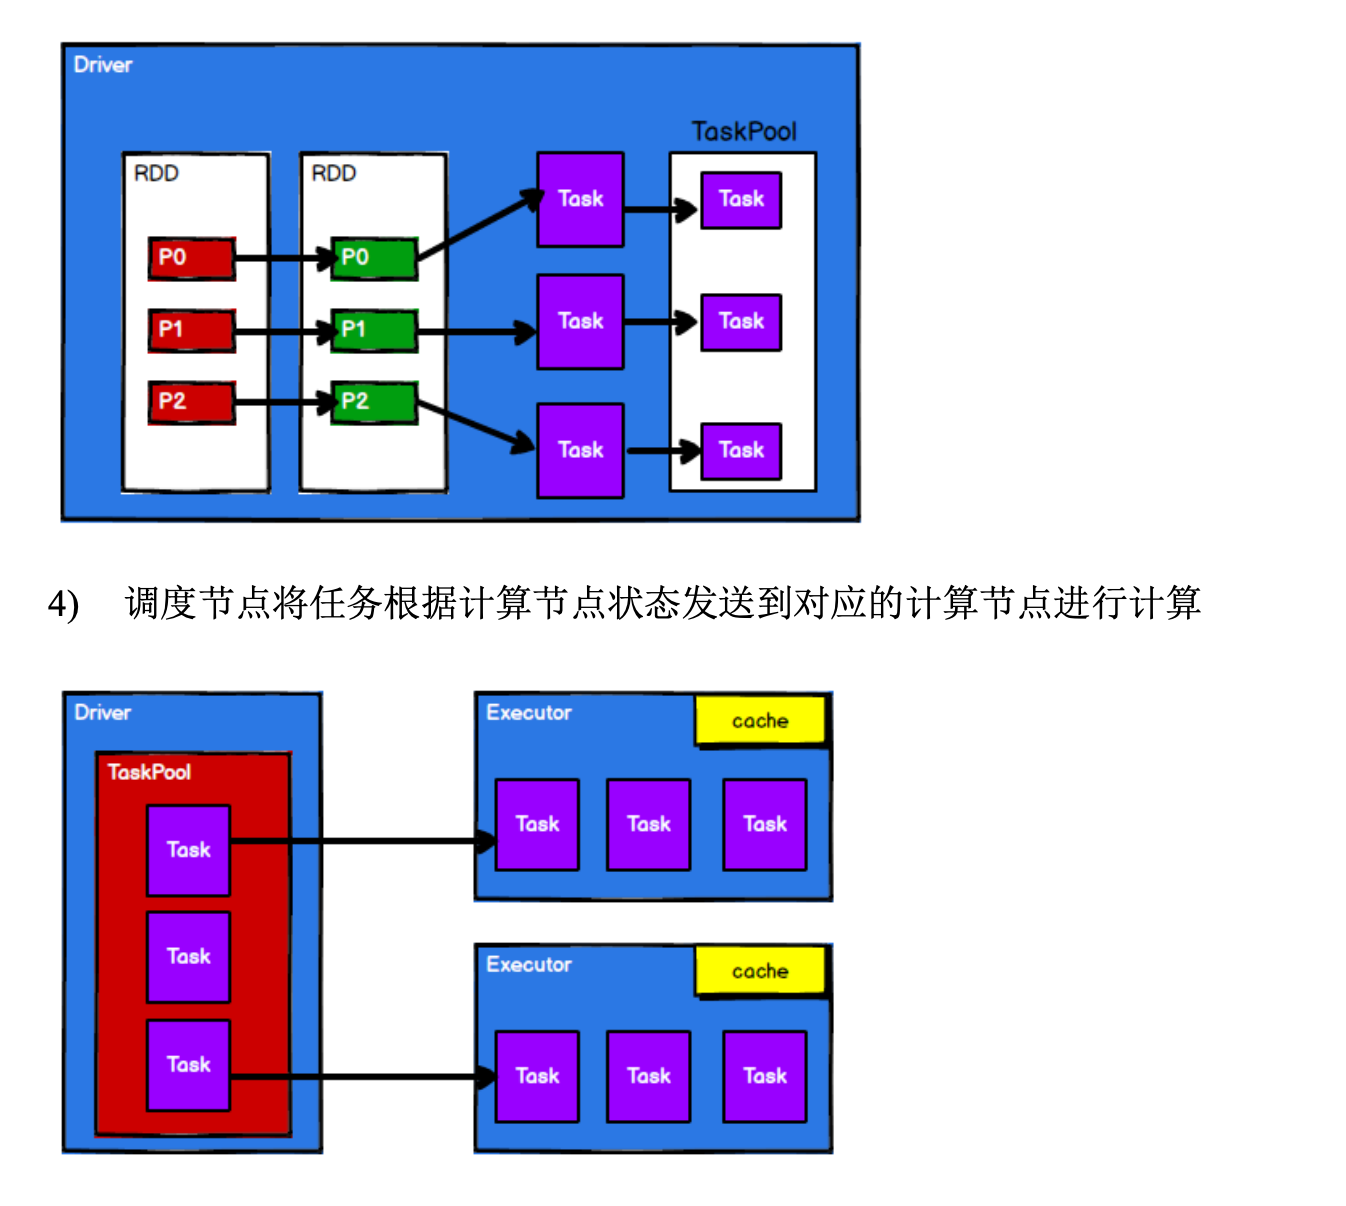 Driver
TaskPool
RDD RDD
Task Task
P0 P0
P1 P1 Task Task
P2 P2
Task Task
4) 调度节点将任务根据计算节点状态发送到对应的计算节点进行计算
Driver
TaskPool
Task
Task
Task
Executor cache
Task Task Task
Executor cache
Task Task Task